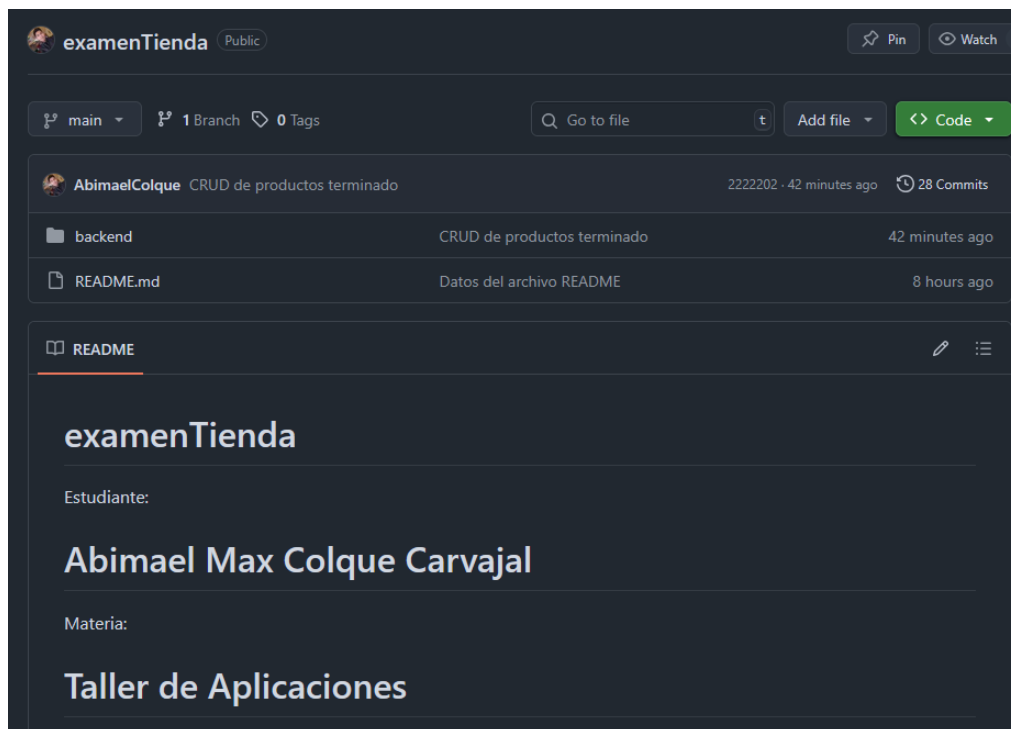 examenTienda Public Pin Watch
main 1 Branch 0 Tags Go to file t Add file Code
AbimaelColque CRUD de productos terminado 2222202 · 42 minutes ago 28 Commits
backend CRUD de productos terminado 42 minutes ago
README.md Datos del archivo README 8 hours ago
README
examenTienda
Estudiante:
Abimael Max Colque Carvajal
Materia:
Taller de Aplicaciones